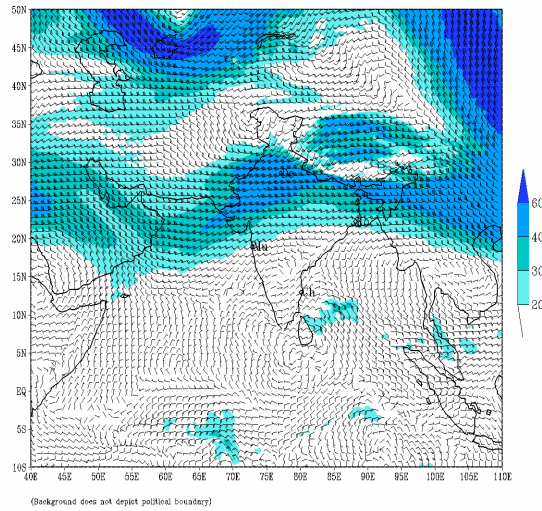 50N
45N
40N
35N
30N
25N
20N
15N
10N
5N
EQ
5S
10S
40E 45E 50E 55E 60E 65E 70E 75E 80E 85E 90E 95E 100E 105E 110E
60
40
30
20
Mu
(Background does not depict political boundary)